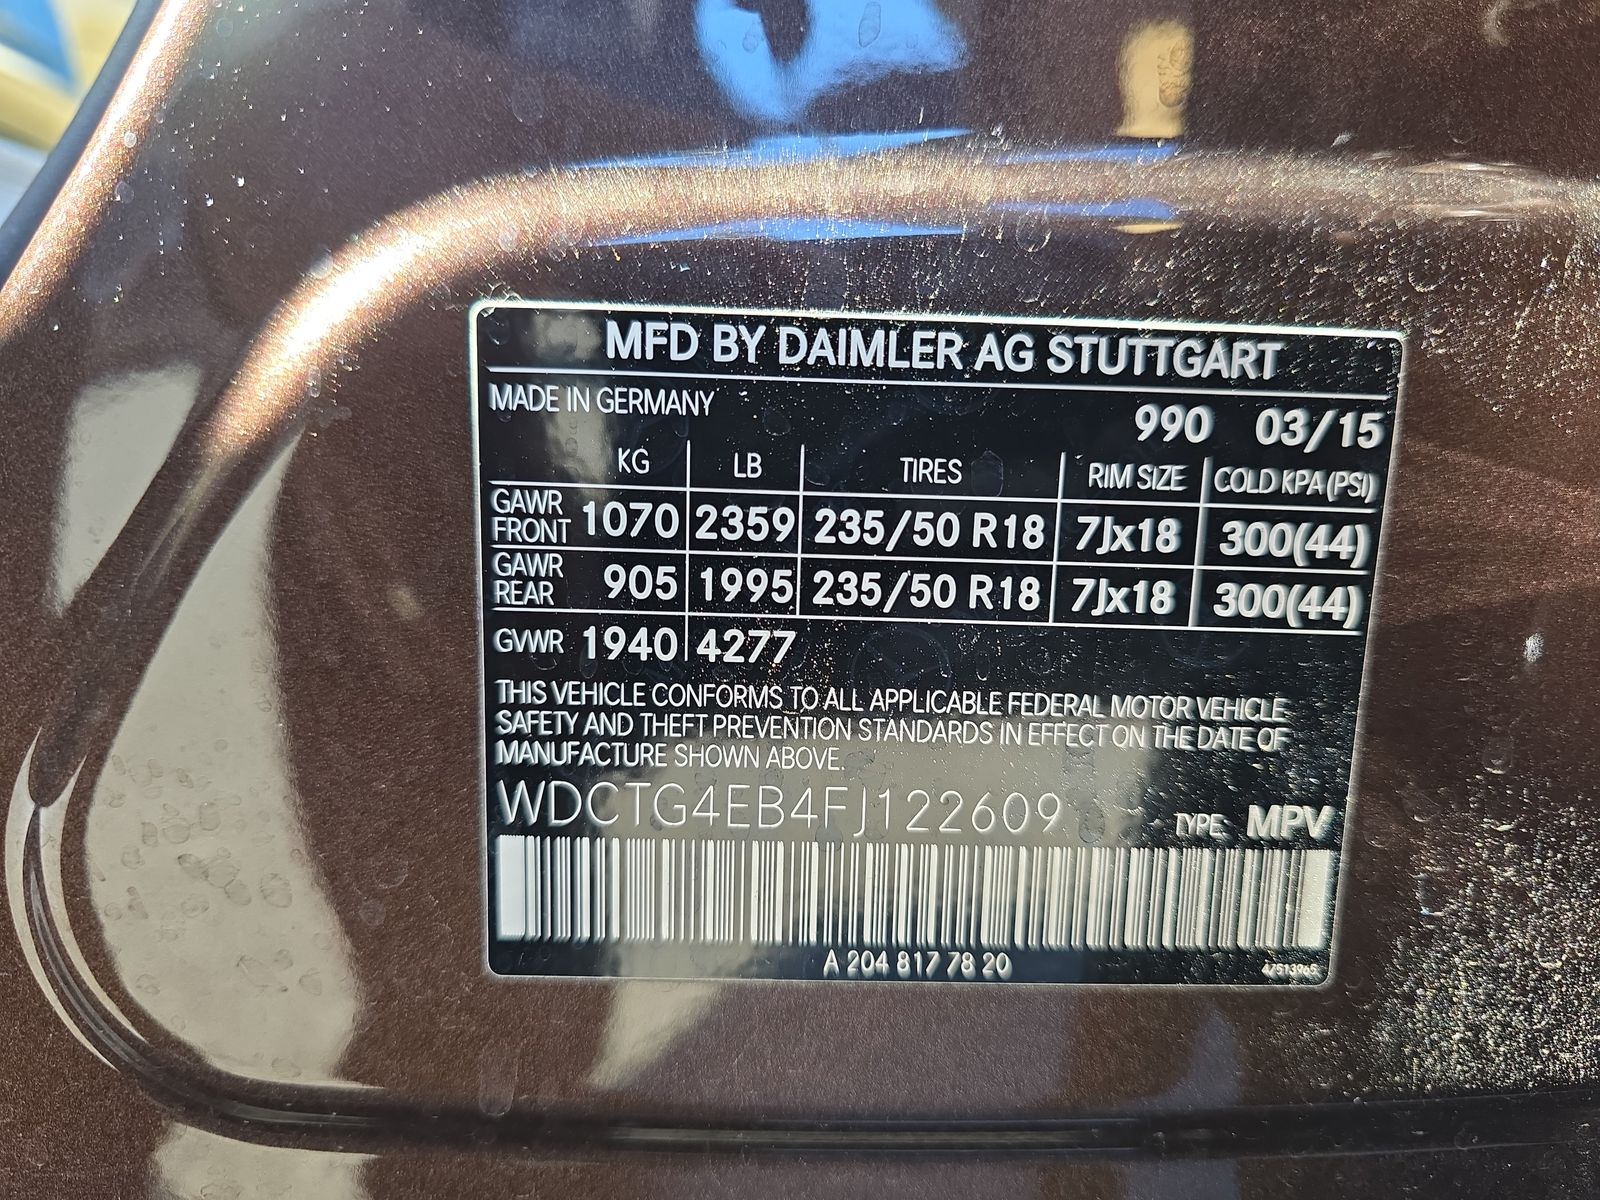 MFD BY DAIMLER AG STUTTGART
MADE IN GERMANY
990 03/15
KG LB TIRES RIM SIZE COLD KPA (PSI)
GAWR FRONT 1070 2359 235/50 R18 7Jx18 300(44)
GAWR REAR 905 1995 235/50 R18 7Jx18 300(44)
GVWR 1940 4277
THIS VEHICLE CONFORMS TO ALL APPLICABLE FEDERAL MOTOR VEHICLE
SAFETY AND THEFT PREVENTION STANDARDS IN EFFECT ON THE DATE OF
MANUFACTURE SHOWN ABOVE.
WDCTG4EB4FJ122609 TYPE MPV
A 204 817 78 20